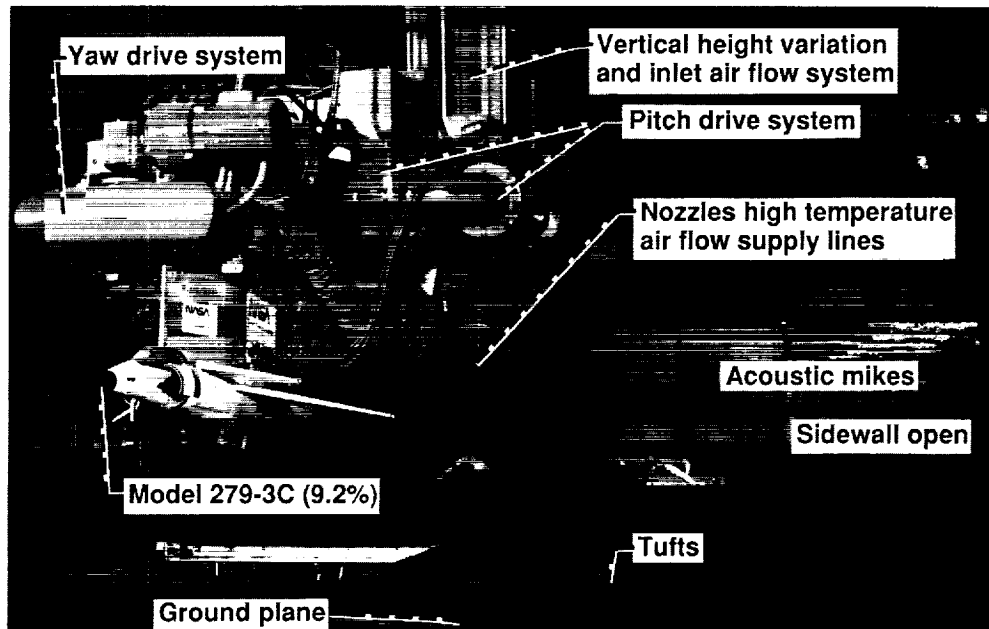 Yaw drive system
Vertical height variation
and inlet air flow system
Pitch drive system
Nozzles high temperature
air flow supply lines
NASA
Acoustic mikes
Sidewall open
Model 279-3C (9.2%)
Tufts
Ground plane